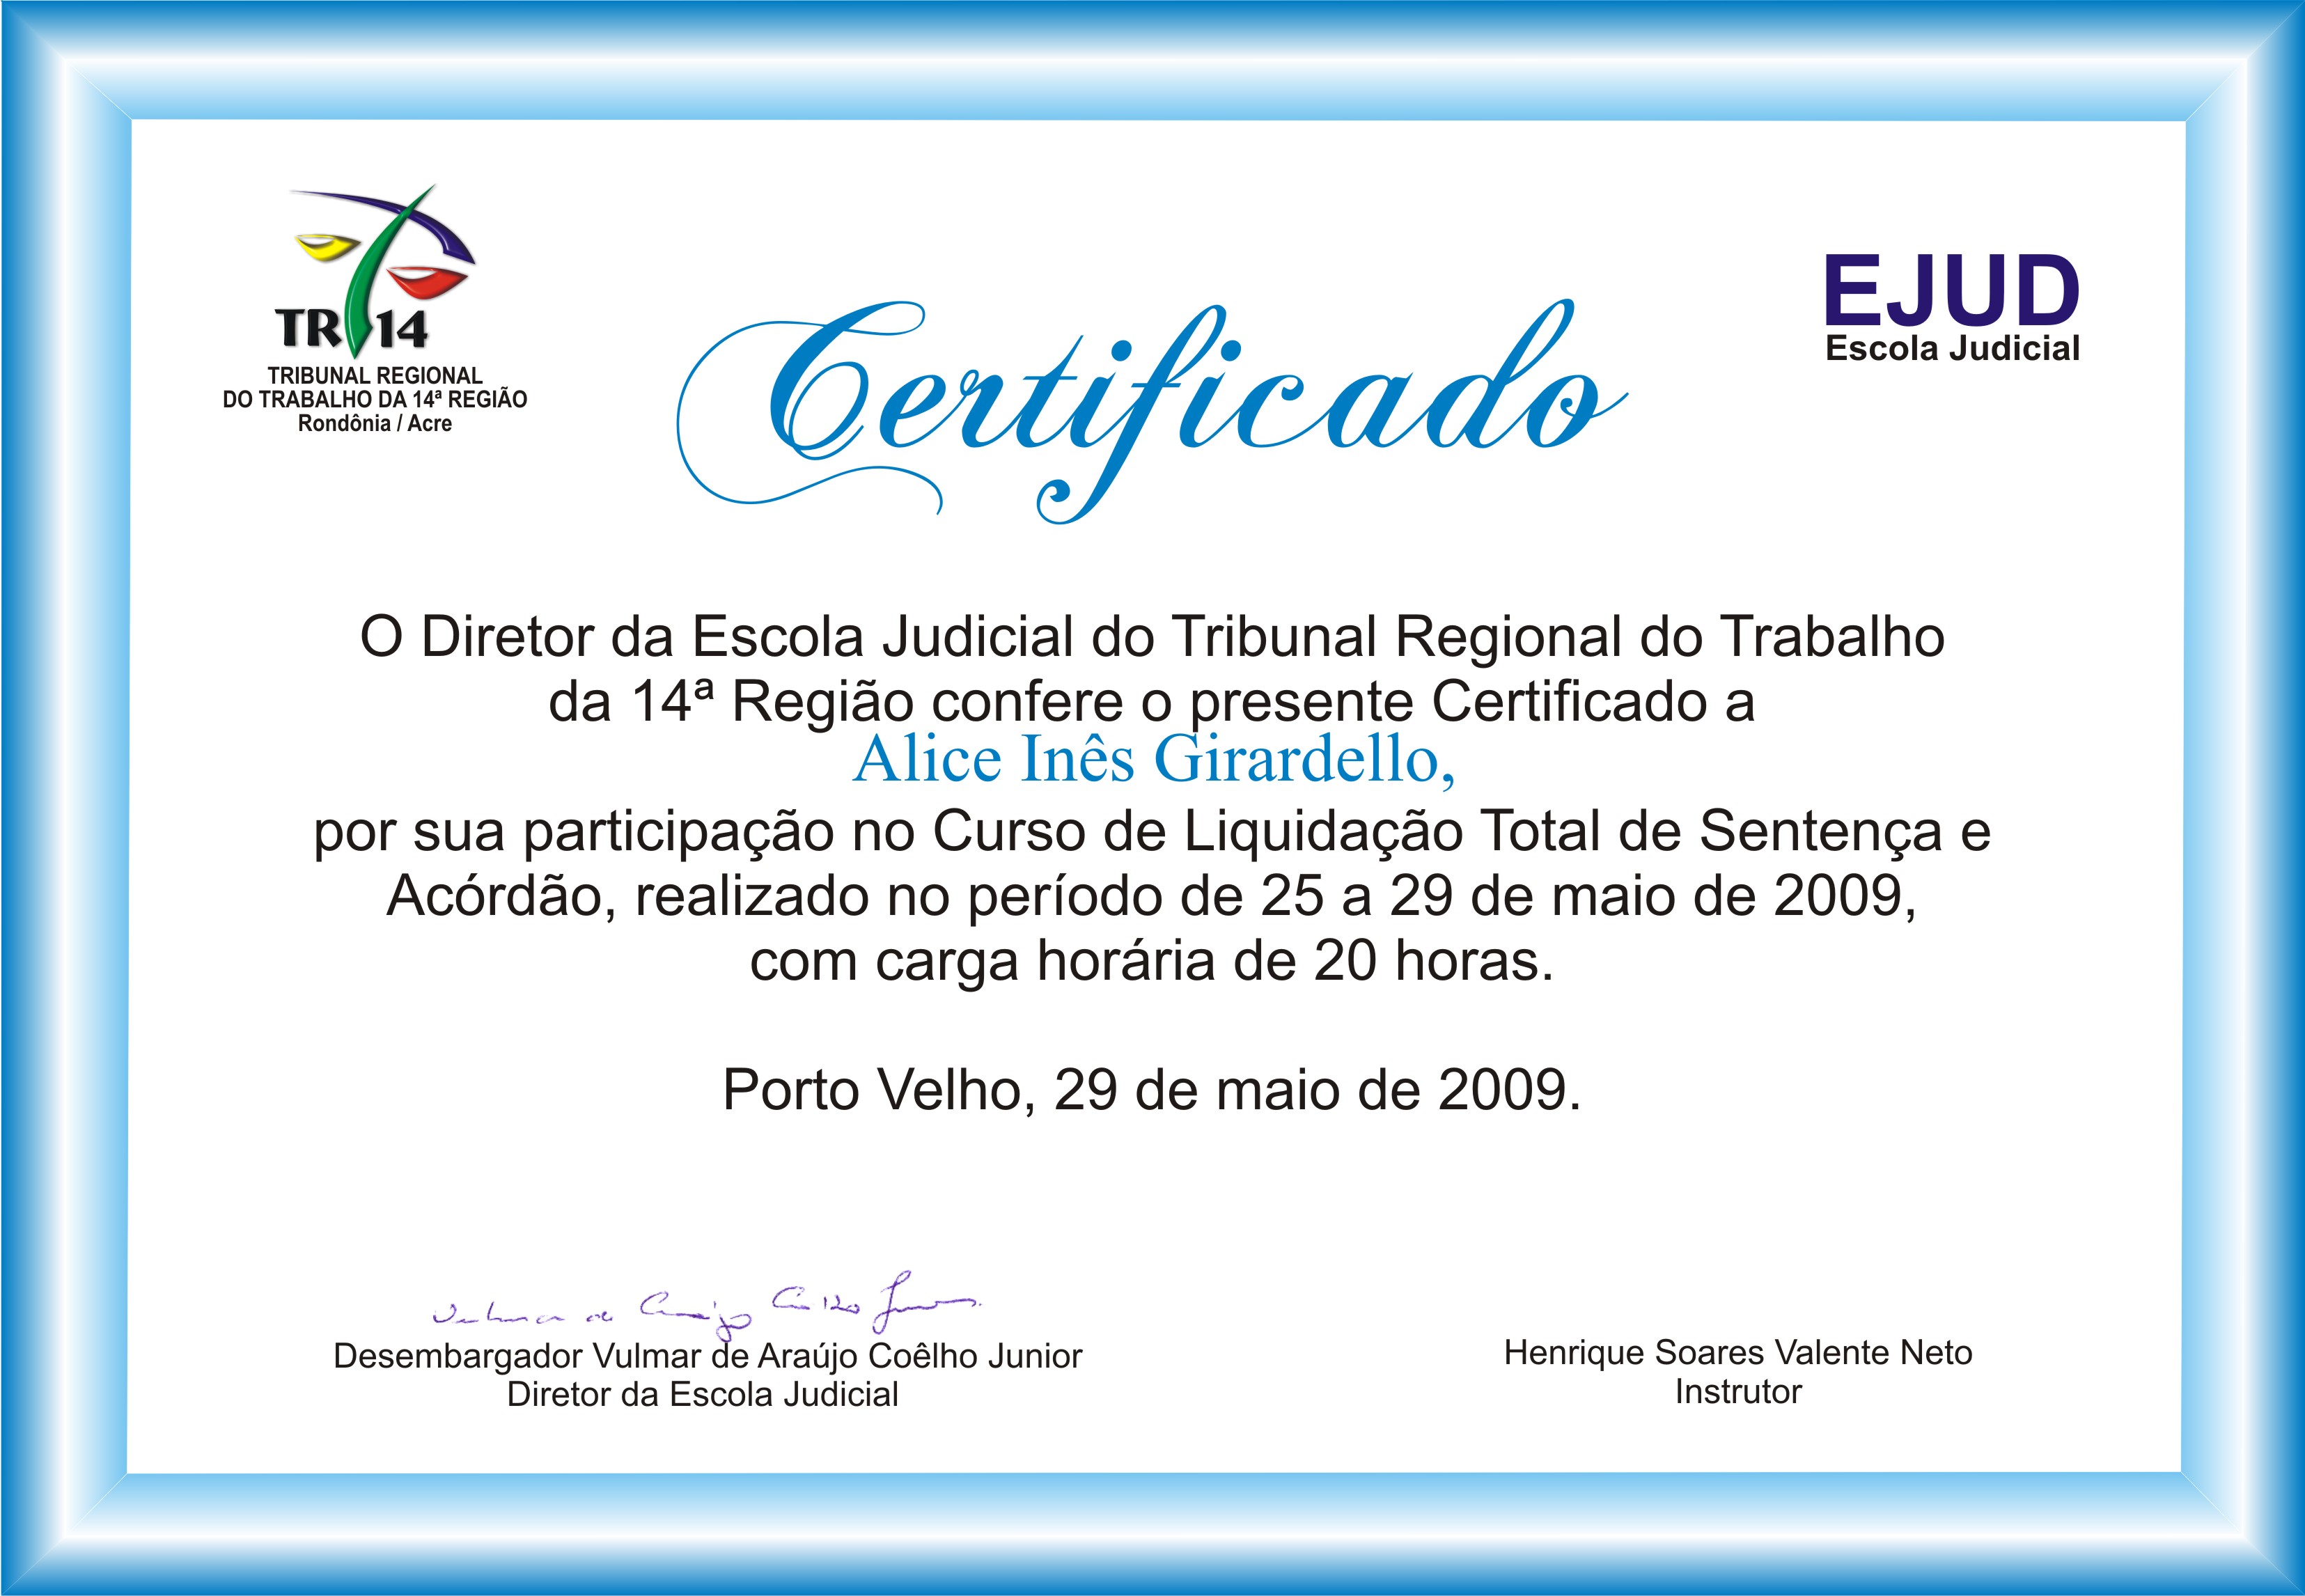 TRT 14
TRIBUNAL REGIONAL
DO TRABALHO DA 14ª REGIÃO
Rondônia / Acre
EJUD
Escola Judicial
Certificado
O Diretor da Escola Judicial do Tribunal Regional do Trabalho
da 14ª Região confere o presente Certificado a
Alice Inês Girardello,
por sua participação no Curso de Liquidação Total de Sentença e
Acórdão, realizado no período de 25 a 29 de maio de 2009,
com carga horária de 20 horas.
Porto Velho, 29 de maio de 2009.
Vulmar de Araújo Coêlho Junior
Desembargador Vulmar de Araújo Coêlho Junior
Diretor da Escola Judicial
Henrique Soares Valente Neto
Instrutor